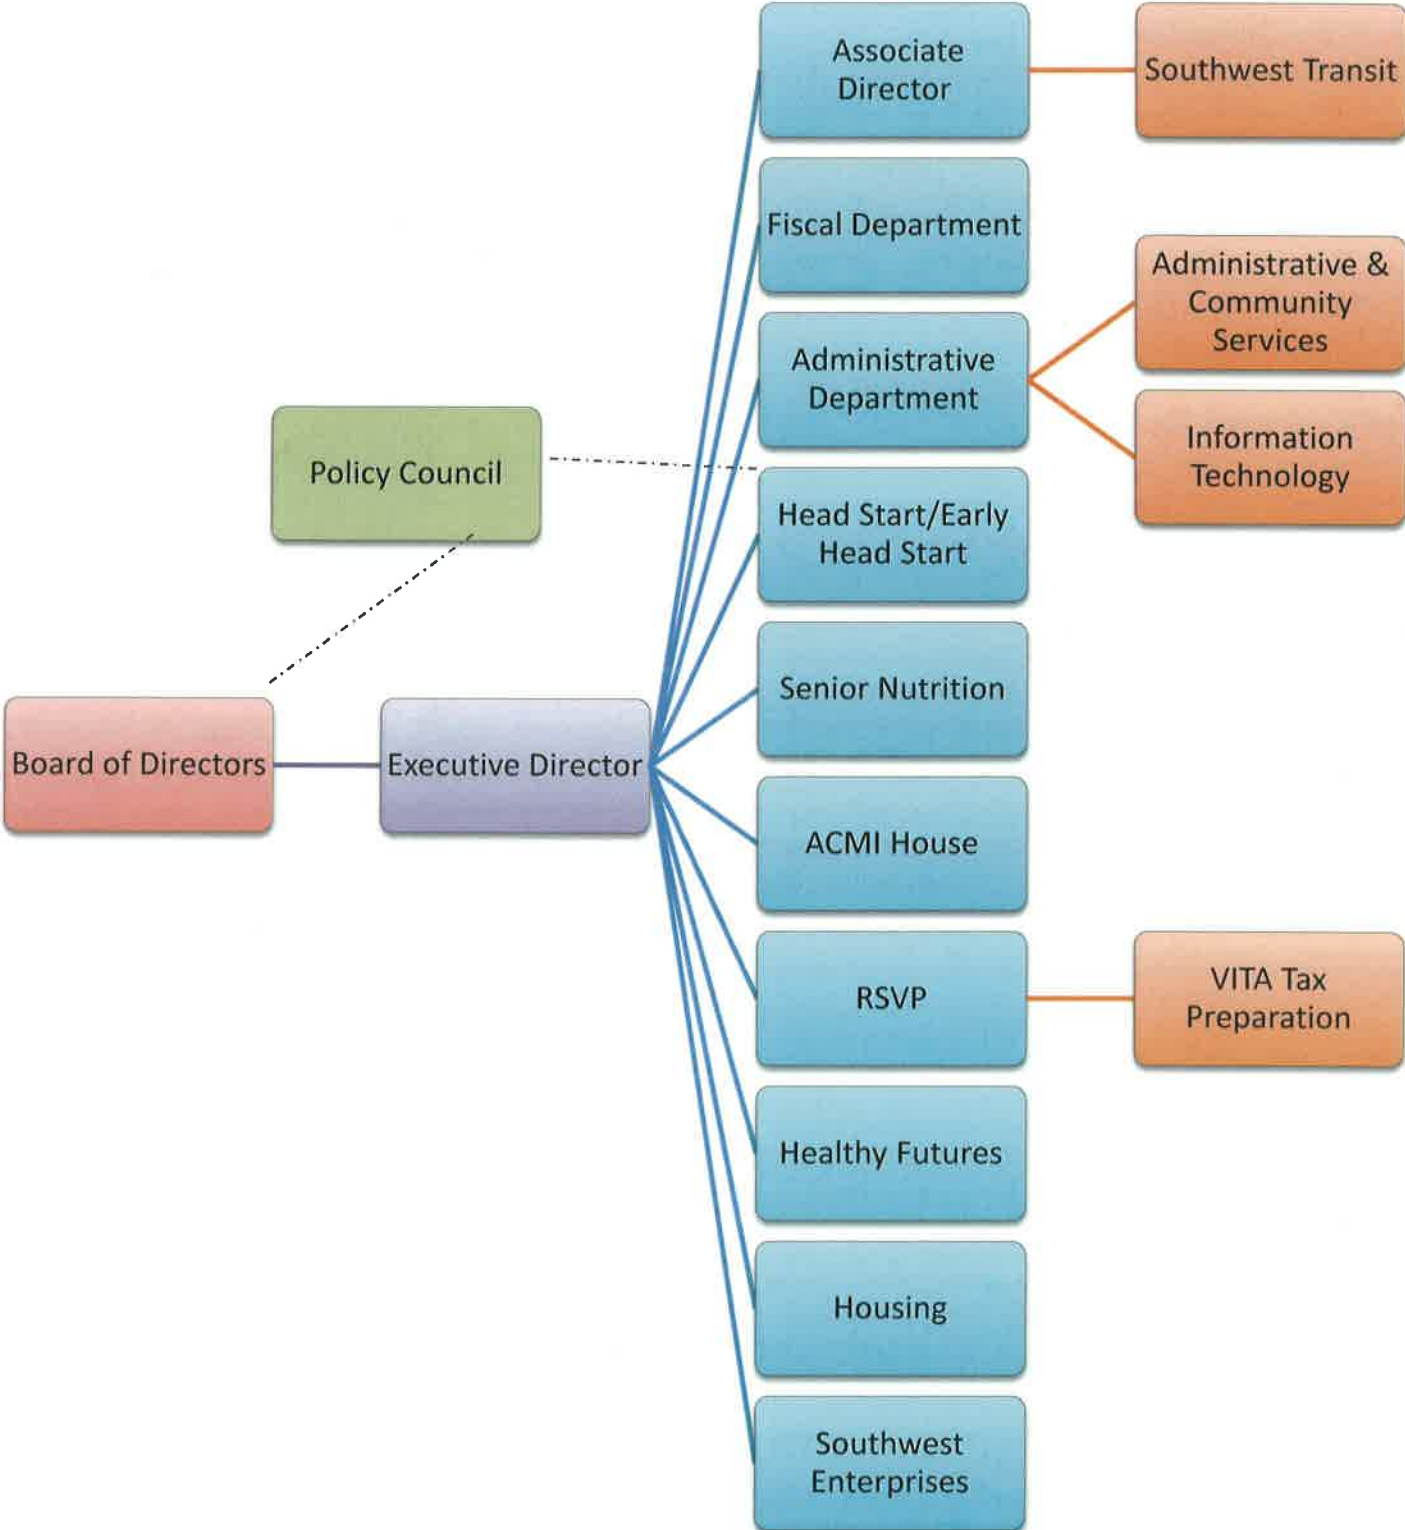 Associate
Director
Southwest Transit
Fiscal Department
Administrative &
Community
Services
Administrative
Department
Information
Technology
Policy Council
Head Start/Early
Head Start
Senior Nutrition
Board of Directors
Executive Director
ACMI House
RSVP
VITA Tax
Preparation
Healthy Futures
Housing
Southwest
Enterprises